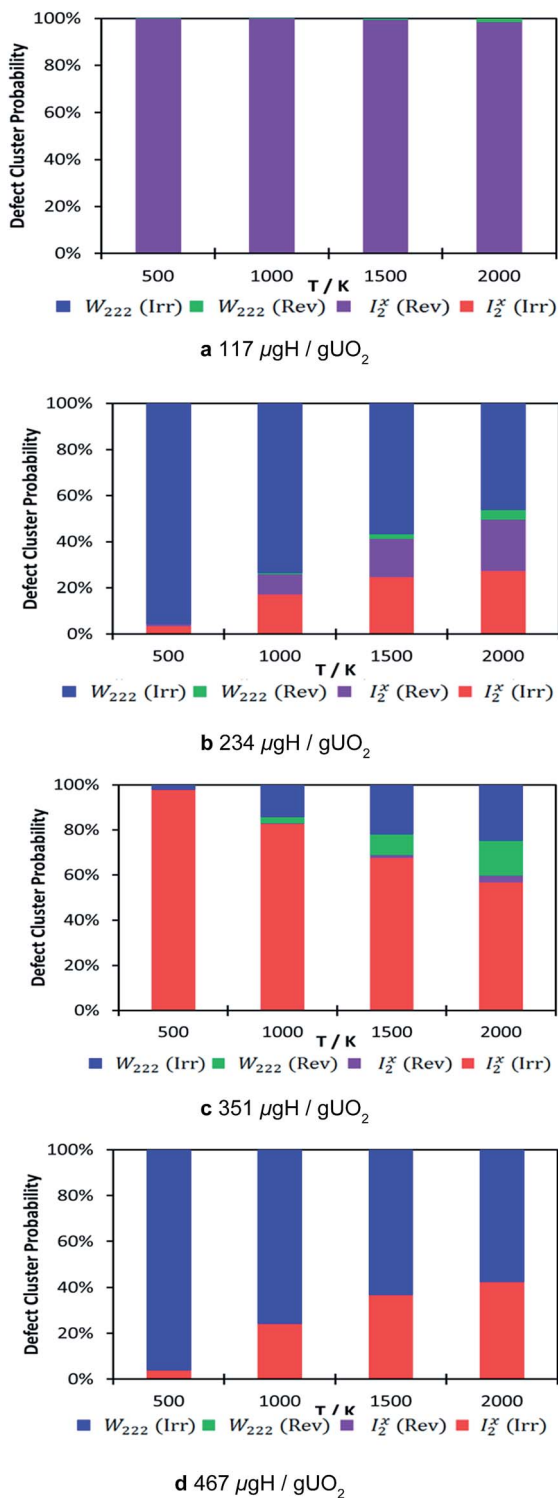 Defect Cluster Probability
100%
80%
60%
40%
20%
0%
500 1000 1500 2000
T / K
W₂₂₂ (Irr) W₂₂₂ (Rev) I₂ˣ (Rev) I₂ˣ (Irr)
a 117 µgH / gUO₂
Defect Cluster Probability
100%
80%
60%
40%
20%
0%
500 1000 1500 2000
T / K
W₂₂₂ (Irr) W₂₂₂ (Rev) I₂ˣ (Rev) I₂ˣ (Irr)
b 234 µgH / gUO₂
Defect Cluster Probability
100%
80%
60%
40%
20%
0%
500 1000 1500 2000
T / K
W₂₂₂ (Irr) W₂₂₂ (Rev) I₂ˣ (Rev) I₂ˣ (Irr)
c 351 µgH / gUO₂
Defect Cluster Probability
100%
80%
60%
40%
20%
0%
500 1000 1500 2000
T / K
W₂₂₂ (Irr) W₂₂₂ (Rev) I₂ˣ (Rev) I₂ˣ (Irr)
d 467 µgH / gUO₂